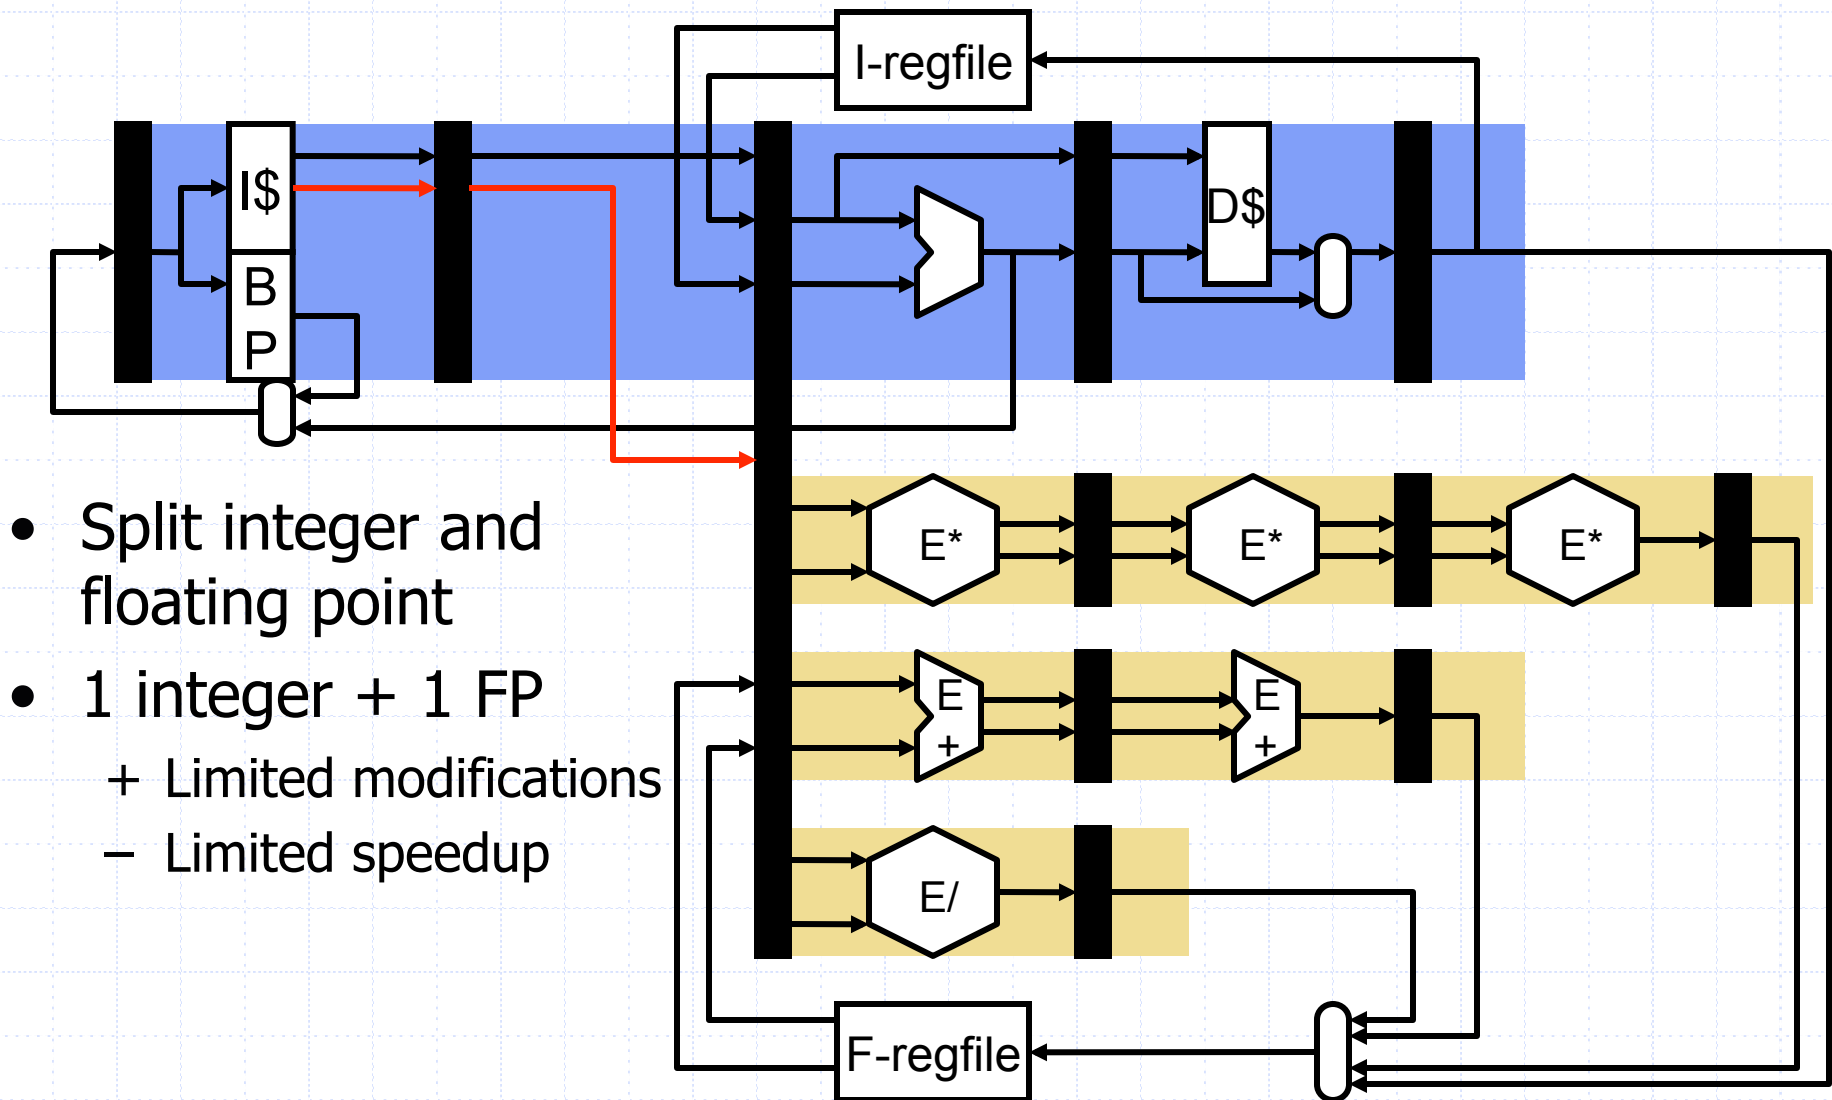 I-regfile
I$
B
P
D$
E* E* E*
E E
+ +
E/
F-regfile
• Split integer and
floating point
• 1 integer + 1 FP
+ Limited modifications
– Limited speedup